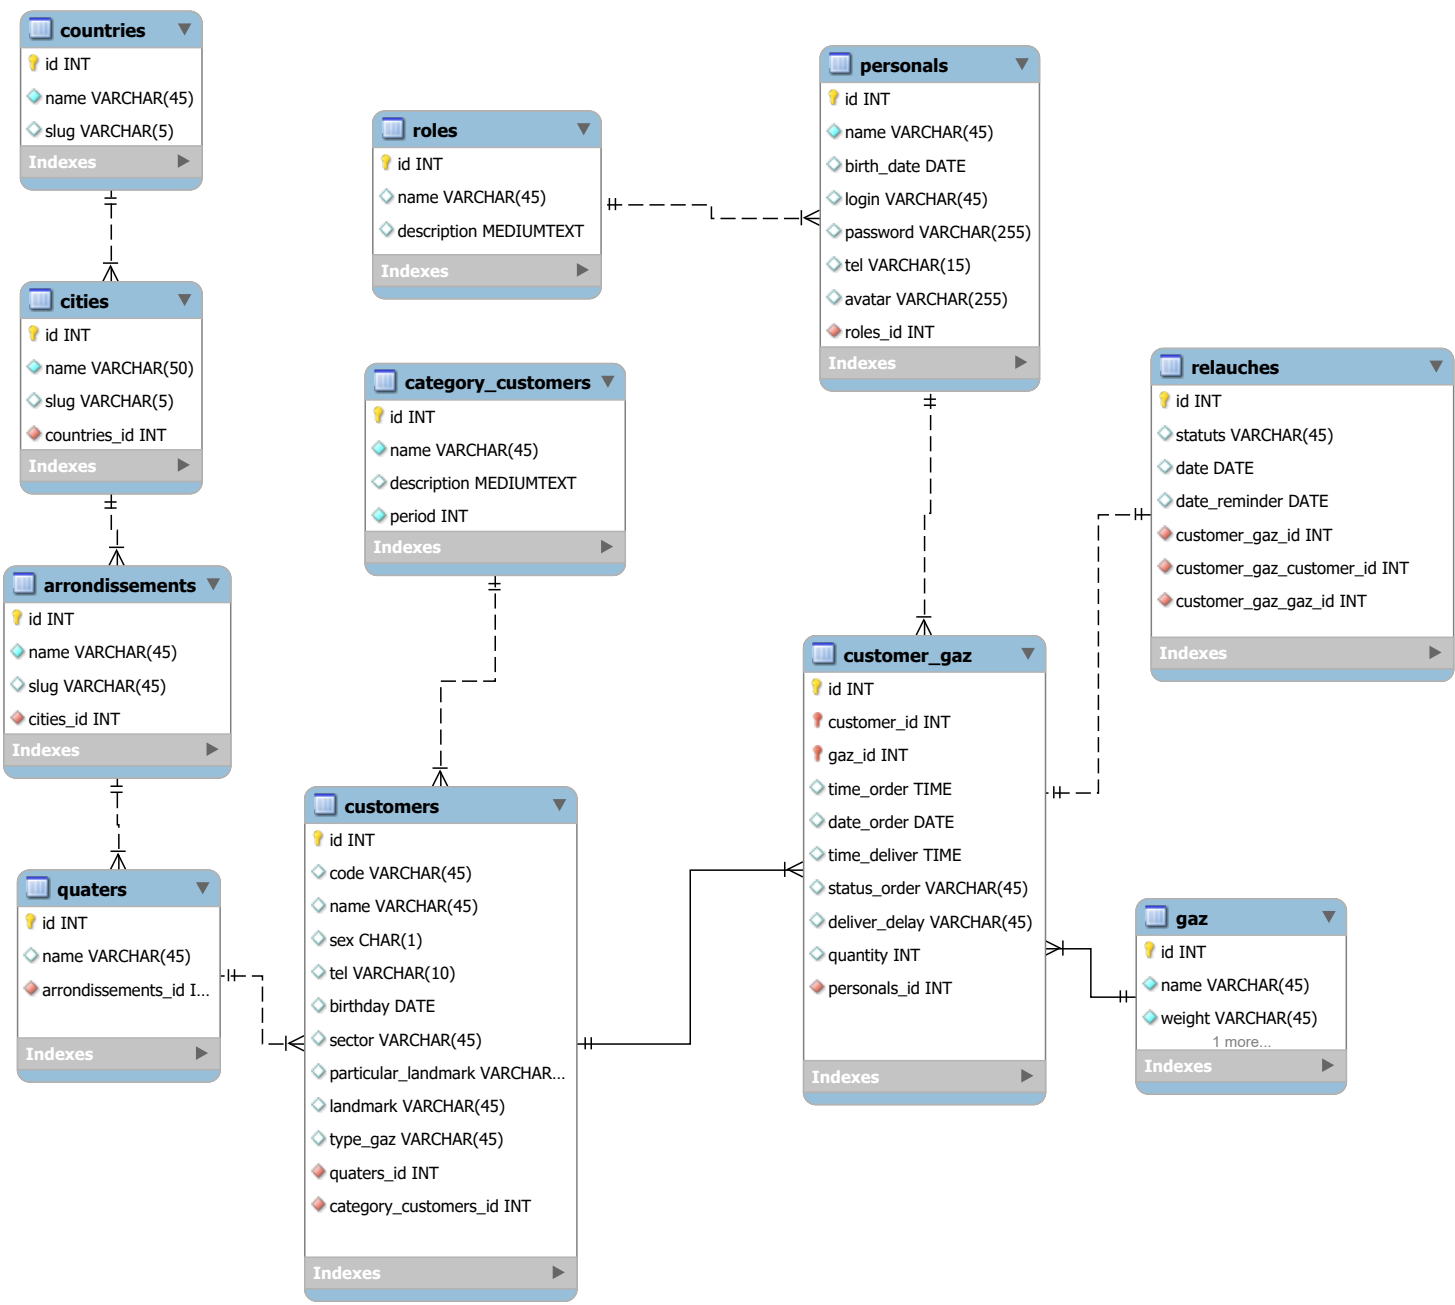 countries
id INT
name VARCHAR(45)
slug VARCHAR(5)
Indexes
cities
id INT
name VARCHAR(50)
slug VARCHAR(5)
countries_id INT
Indexes
arrondissements
id INT
name VARCHAR(45)
slug VARCHAR(45)
cities_id INT
Indexes
quaters
id INT
name VARCHAR(45)
arrondissements_id I...
Indexes
roles
id INT
name VARCHAR(45)
description MEDIUMTEXT
Indexes
category_customers
id INT
name VARCHAR(45)
description MEDIUMTEXT
period INT
Indexes
customers
id INT
code VARCHAR(45)
name VARCHAR(45)
sex CHAR(1)
tel VARCHAR(10)
birthday DATE
sector VARCHAR(45)
particular_landmark VARCHAR...
landmark VARCHAR(45)
type_gaz VARCHAR(45)
quaters_id INT
category_customers_id INT
Indexes
personals
id INT
name VARCHAR(45)
birth_date DATE
login VARCHAR(45)
password VARCHAR(255)
tel VARCHAR(15)
avatar VARCHAR(255)
roles_id INT
Indexes
customer_gaz
id INT
customer_id INT
gaz_id INT
time_order TIME
date_order DATE
time_deliver TIME
status_order VARCHAR(45)
deliver_delay VARCHAR(45)
quantity INT
personals_id INT
Indexes
relauches
id INT
statuts VARCHAR(45)
date DATE
date_reminder DATE
customer_gaz_id INT
customer_gaz_customer_id INT
customer_gaz_gaz_id INT
Indexes
gaz
id INT
name VARCHAR(45)
weight VARCHAR(45)
1 more...
Indexes